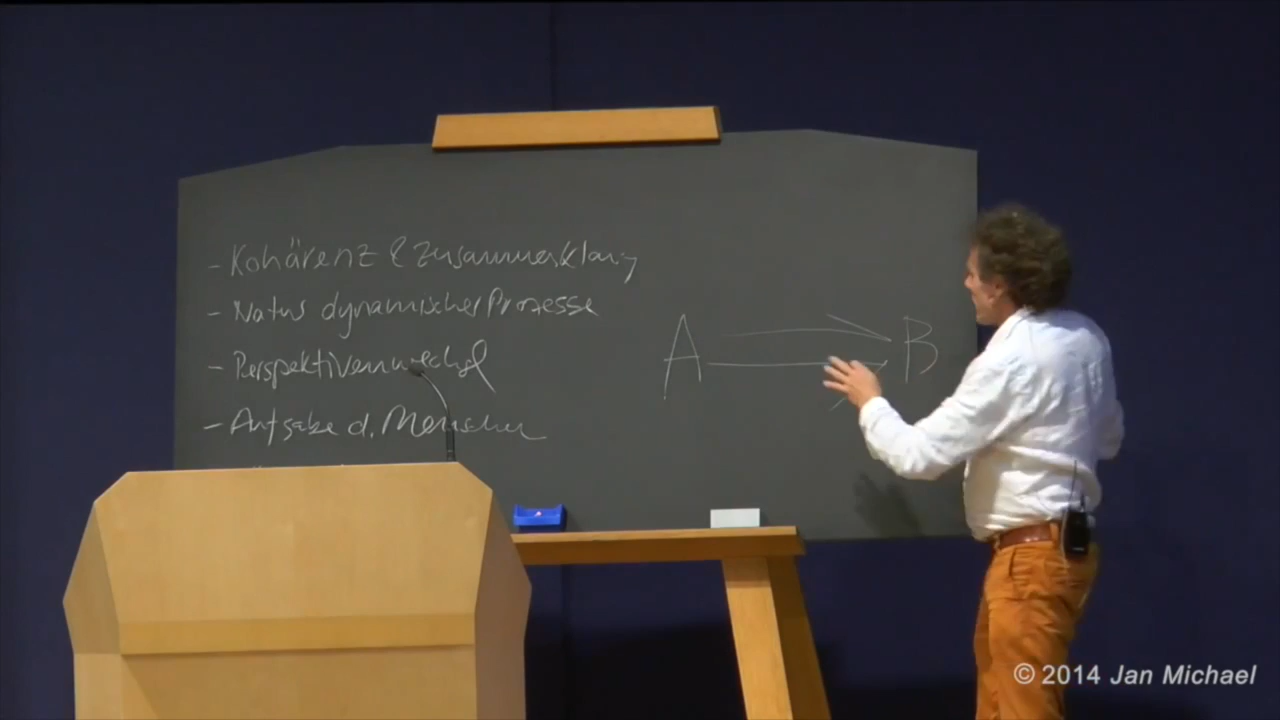 - Kohärenz & Zusammenklang
- Natur dynamischer Prozesse
- Perspektivenwechsel
- Aufgabe d. Menschen
A B
© 2014 Jan Michael